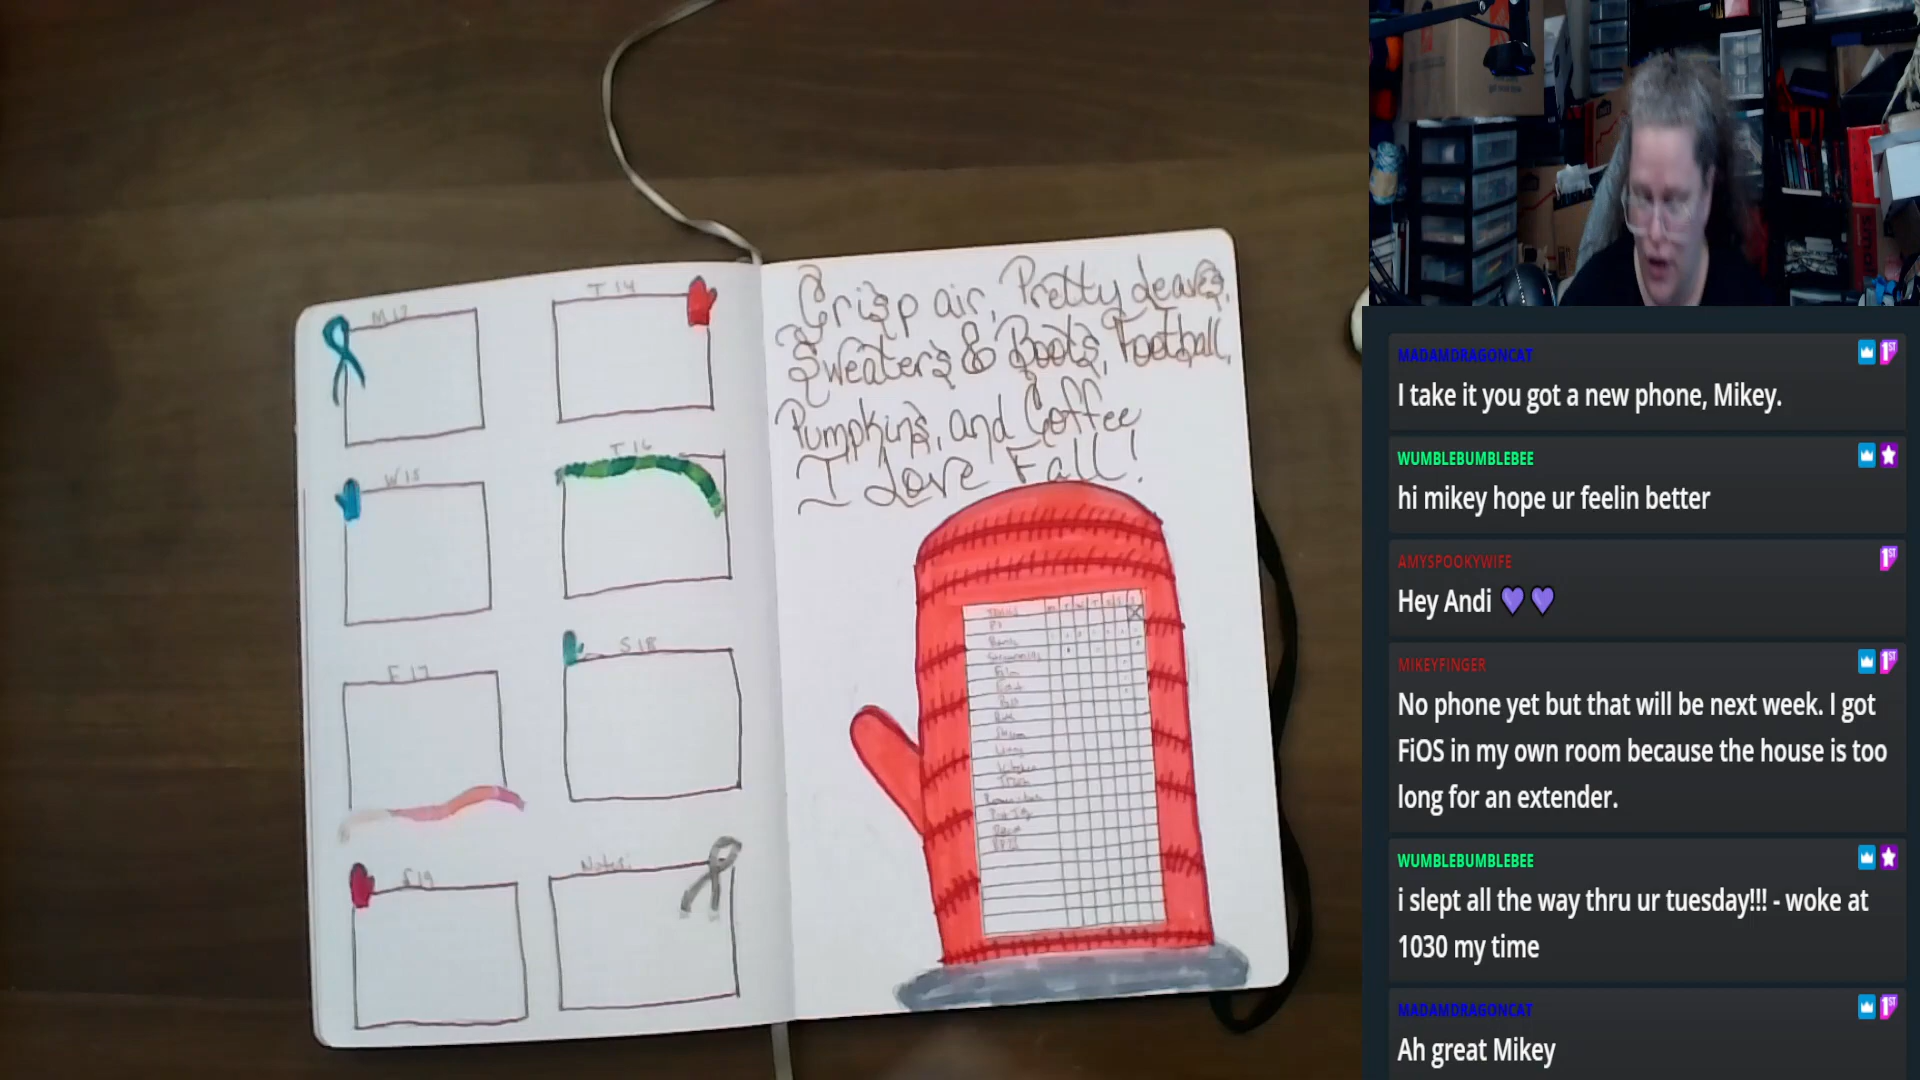 M 13
T 14
W 15
T 16
F 17
S 18
S 19
Notes:
Crisp air, Pretty Leaves,
Sweaters & Boots, Football,
Pumpkins, and Coffee
I Love Fall!
Kitchen
Trash
MADAMDRAGONCAT
I take it you got a new phone, Mikey.
WUMBLEBUMBLEBEE
hi mikey hope ur feelin better
AMYSPOOKYWIFE
Hey Andi 💜💜
MIKEYFINGER
No phone yet but that will be next week. I got
FiOS in my own room because the house is too
long for an extender.
WUMBLEBUMBLEBEE
i slept all the way thru ur tuesday!!! - woke at
1030 my time
MADAMDRAGONCAT
Ah great Mikey